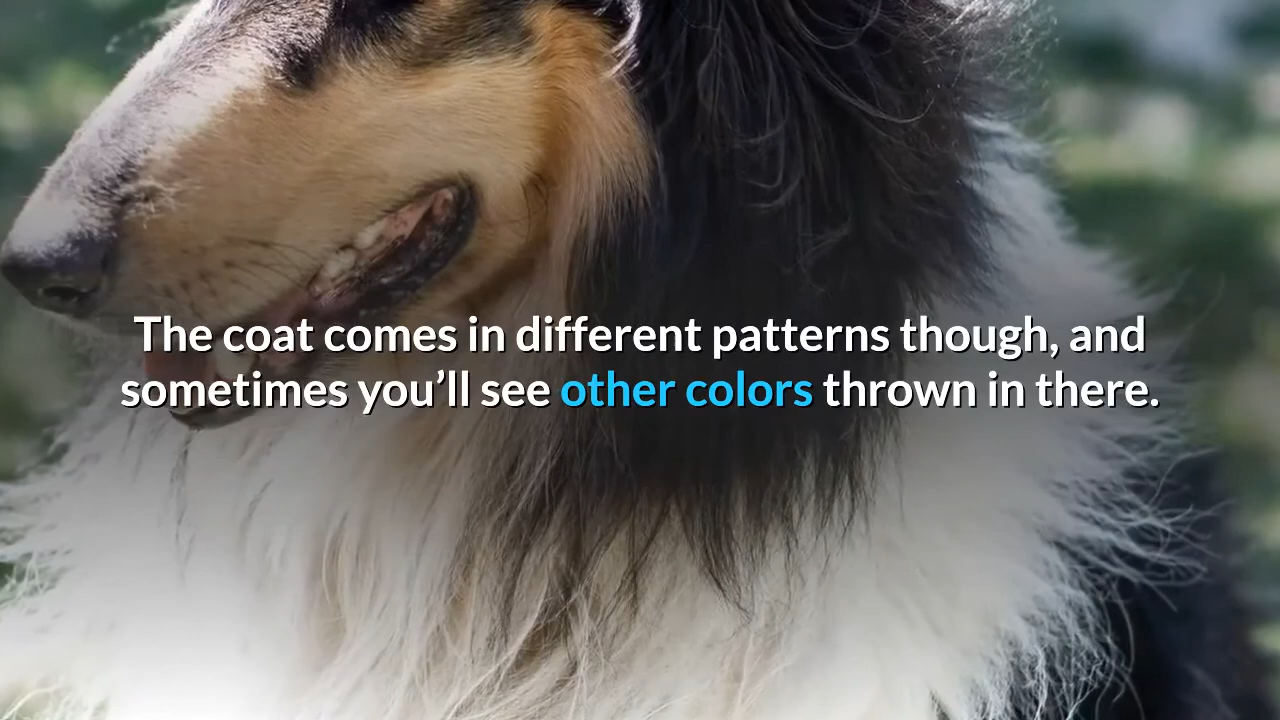 The coat comes in different patterns though, and
sometimes you’ll see other colors thrown in there.